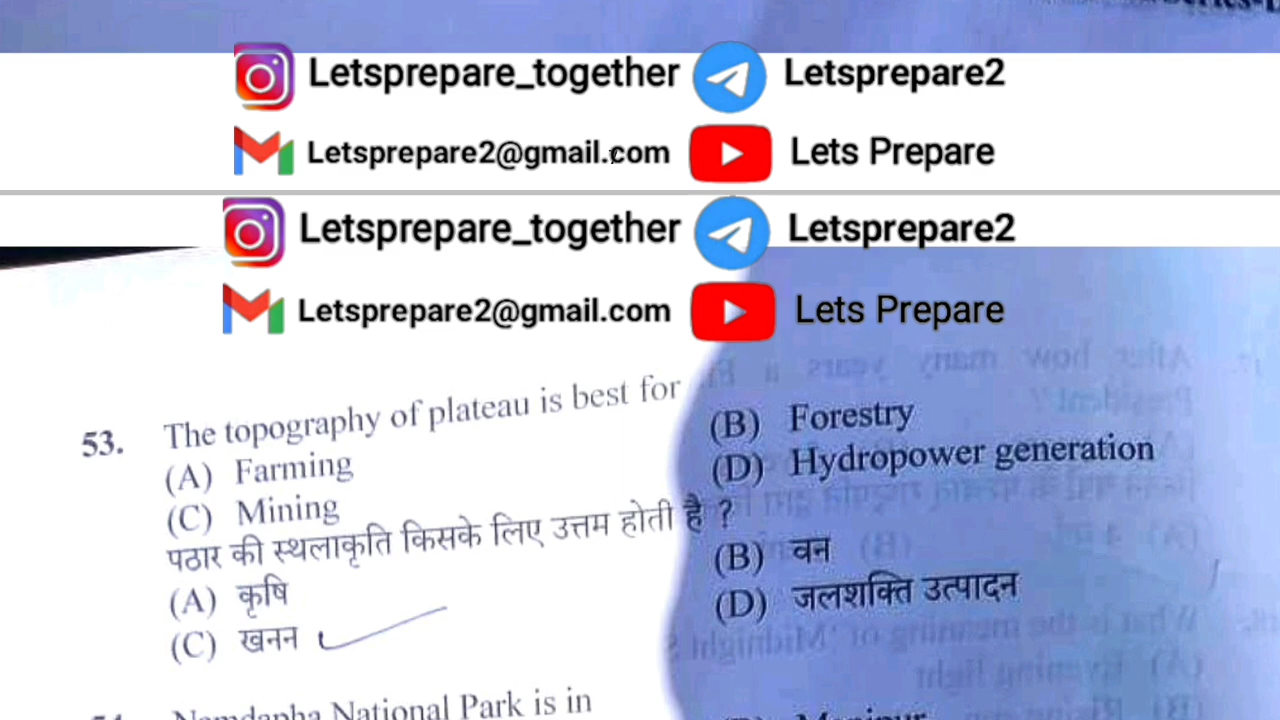 Letsprepare_together Letsprepare2
Letsprepare2@gmail.com Lets Prepare
Letsprepare_together Letsprepare2
Letsprepare2@gmail.com Lets Prepare
53. The topography of plateau is best for
(A) Farming (B) Forestry
(C) Mining (D) Hydropower generation
पठार की स्थलाकृति किसके लिए उत्तम होती है ?
(A) कृषि (B) वन
(C) खनन (D) जलशक्ति उत्पादन
Namdapha National Park is in